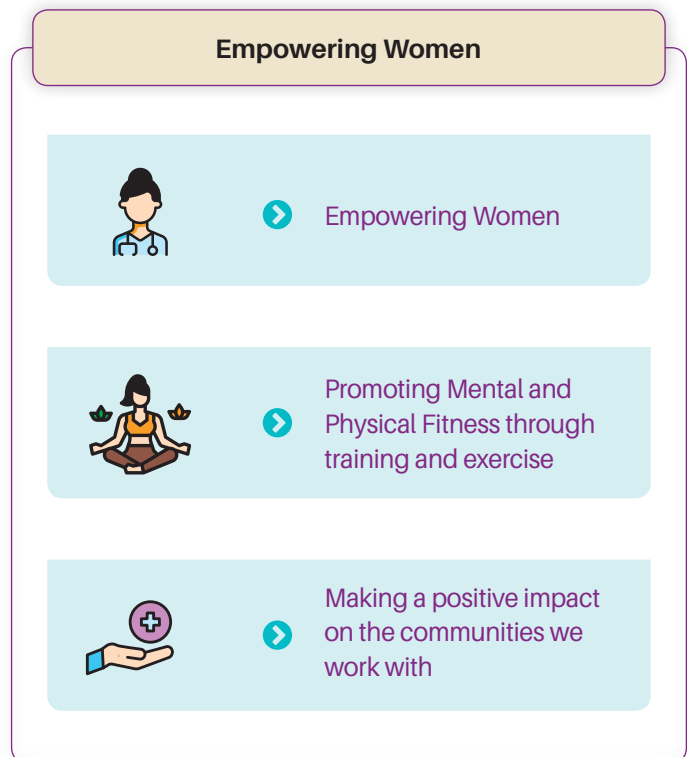 Empowering Women
Empowering Women
Promoting Mental and
Physical Fitness through
training and exercise
Making a positive impact
on the communities we
work with